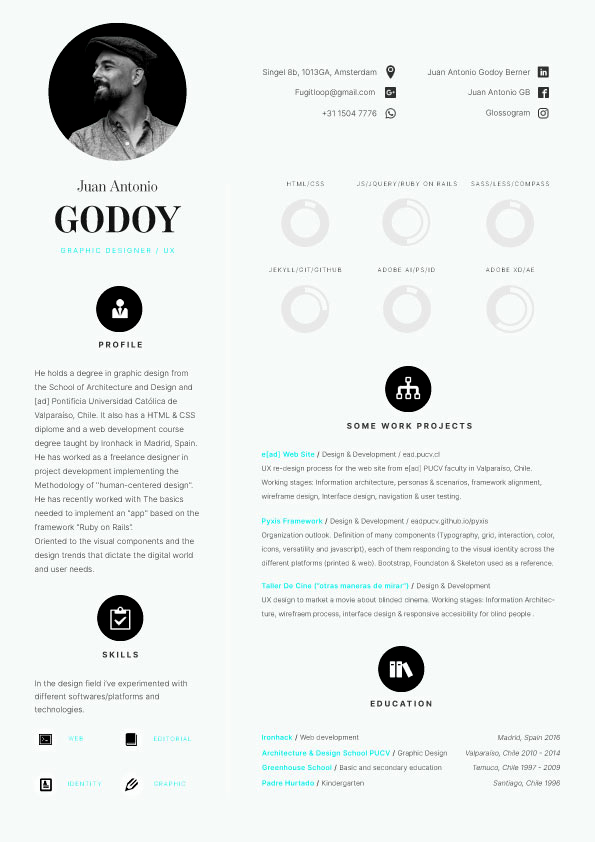 Juan Antonio
GODOY
GRAPHIC DESIGNER / UX
PROFILE
He holds a degree in graphic design from
the School of Architecture and Design and
[ad] Pontificia Universidad Católica de
Valparaíso, Chile. It also has a HTML & CSS
diplome and a web development course
degree taught by Ironhack in Madrid, Spain.
He has worked as a freelance designer in
project development implementing the
Methodology of "human-centered design".
He has recently worked with The basics
needed to implement an "app" based on the
framework "Ruby on Rails".
Oriented to the visual components and the
design trends that dictate the digital world
and user needs.
SKILLS
In the design field i've experimented with
different softwares/platforms and
technologies.
WEB
EDITORIAL
IDENTITY
GRAPHIC
Singel 8b, 1013GA, Amsterdam
Fugitloop@gmail.com
+31 1504 7776
Juan Antonio Godoy Berner
Juan Antonio GB
Glossogram
HTML/CSS
JS/JQUERY/RUBY ON RAILS
SASS/LESS/COMPASS
JEKYLL/GIT/GITHUB
ADOBE AI/PS/ID
ADOBE XD/AE
SOME WORK PROJECTS
e[ad] Web Site / Design & Development / ead.pucv.cl
UX re-design process for the web site from e[ad] PUCV faculty in Valparaíso, Chile.
Working stages: Information architecture, personas & scenarios, framework alignment,
wireframe design, Interface design, navigation & user testing.
Pyxis Framework / Design & Development / eadpucv.github.io/pyxis
Organization outlook. Definition of many components (Typography, grid, interaction, color,
icons, versatility and javascript), each of them responding to the visual identity across the
different platforms (printed & web). Bootstrap, Foundaton & Skeleton used as a reference.
Taller De Cine ("otras maneras de mirar") / Design & Development
UX design to market a movie about blinded cinema. Working stages: Information Architec-
ture, wirefraem process, interface design & responsive accesibility for blind people .
EDUCATION
Ironhack / Web development Madrid, Spain 2016
Architecture & Design School PUCV / Graphic Design Valparaíso, Chile 2010 - 2014
Greenhouse School / Basic and secondary education Temuco, Chile 1997 - 2009
Padre Hurtado / Kindergarten Santiago, Chile 1996